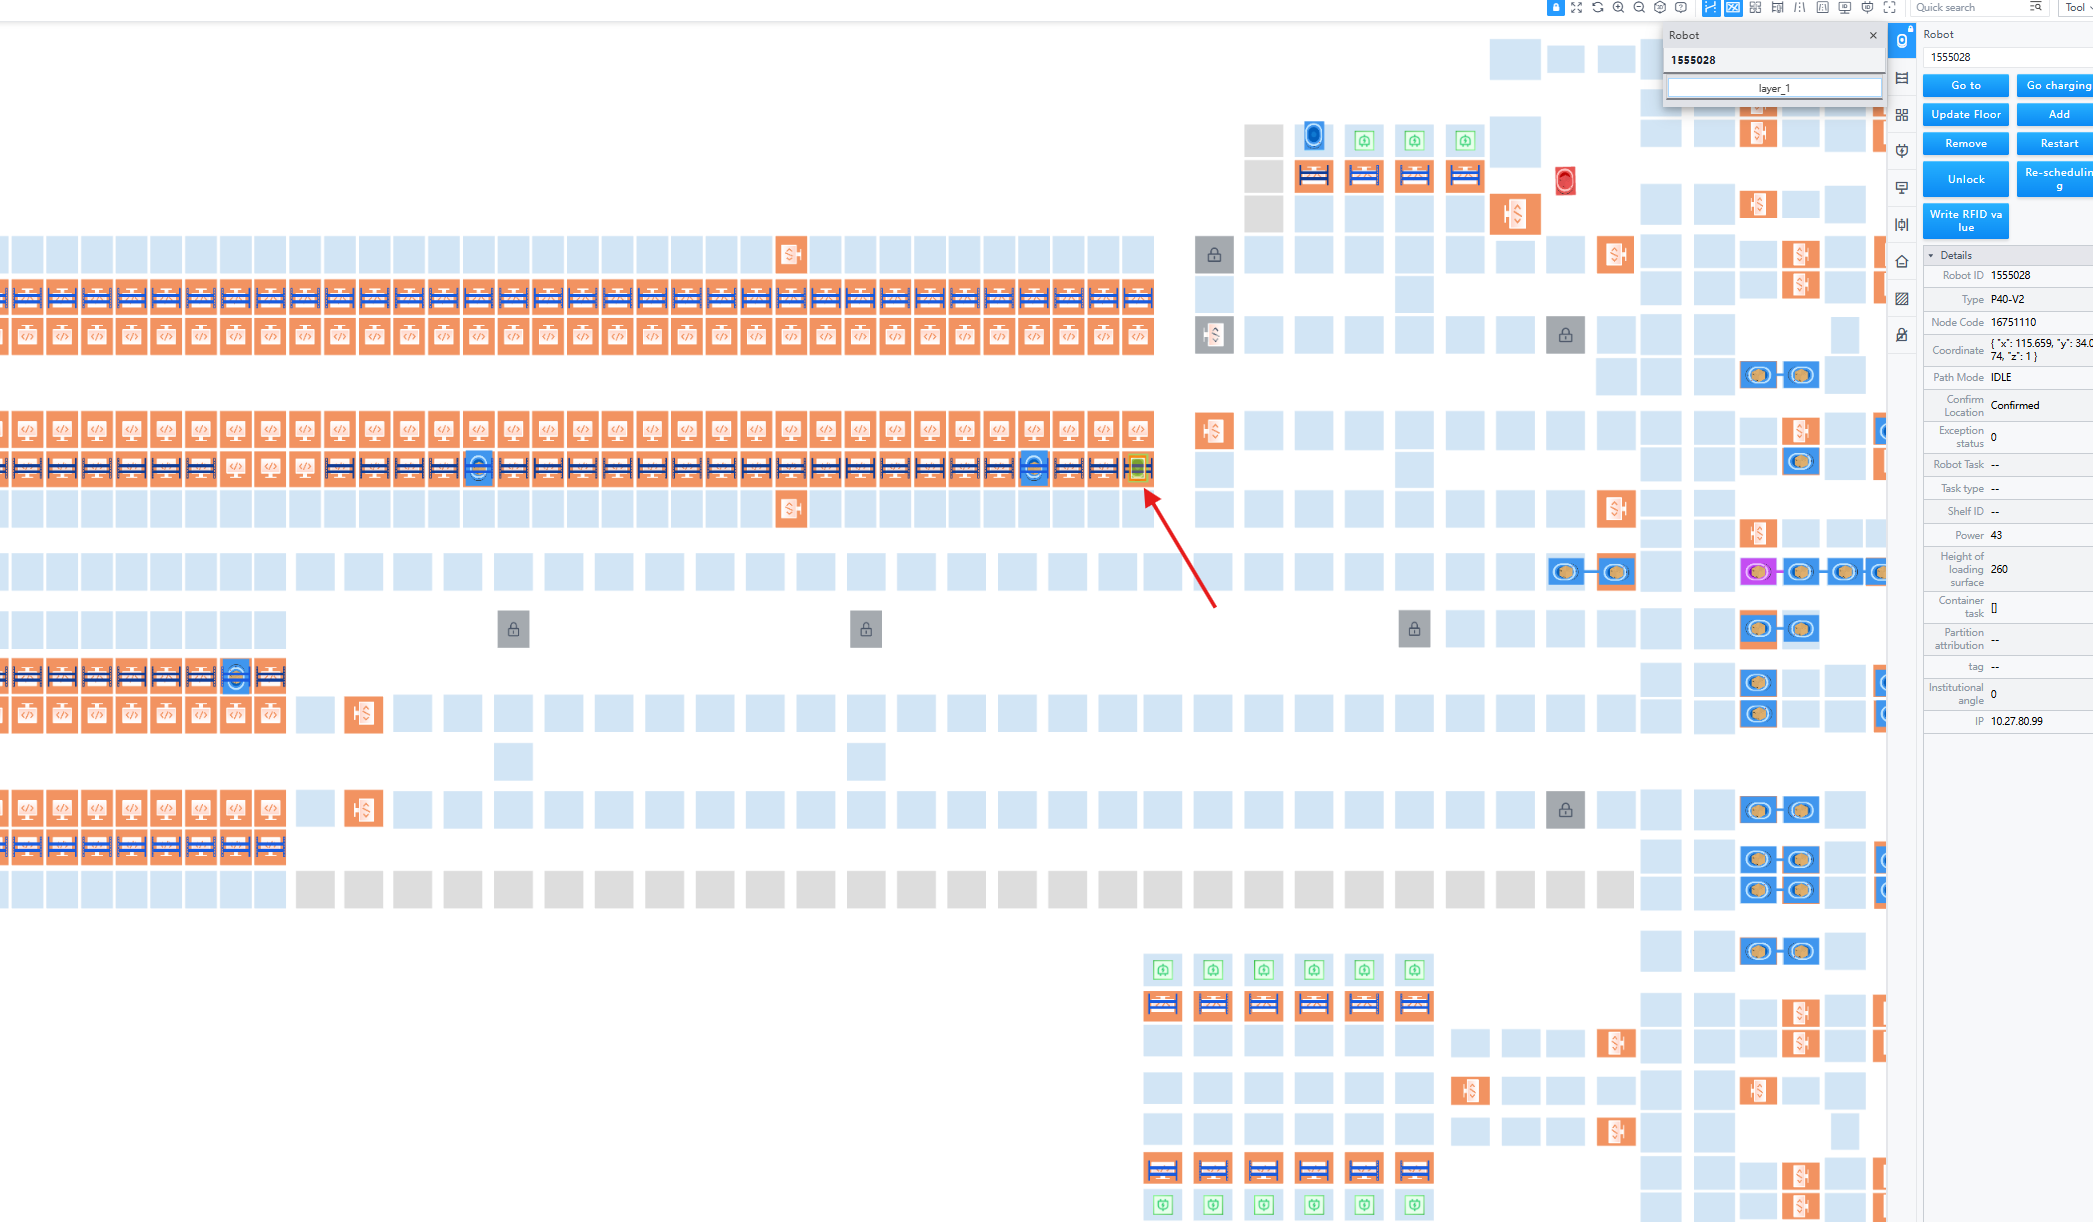 Quick search
Tool
Robot
1555028
layer_1
Robot
1555028
Go to
Go charging
Update Floor
Add
Remove
Restart
Unlock
Re-schedulin
g
Write RFID va
lue
Details
Robot ID 1555028
Type P40-V2
Node Code 16751110
Coordinate { "x": 115.659, "y": 34.0
74, "z": 1 }
Path Mode IDLE
Confirm
Location Confirmed
Exception
status 0
Robot Task --
Task type --
Shelf ID --
Power 43
Height of
loading
surface 260
Container
task []
Partition
attribution --
tag --
Institutional
angle 0
IP 10.27.80.99